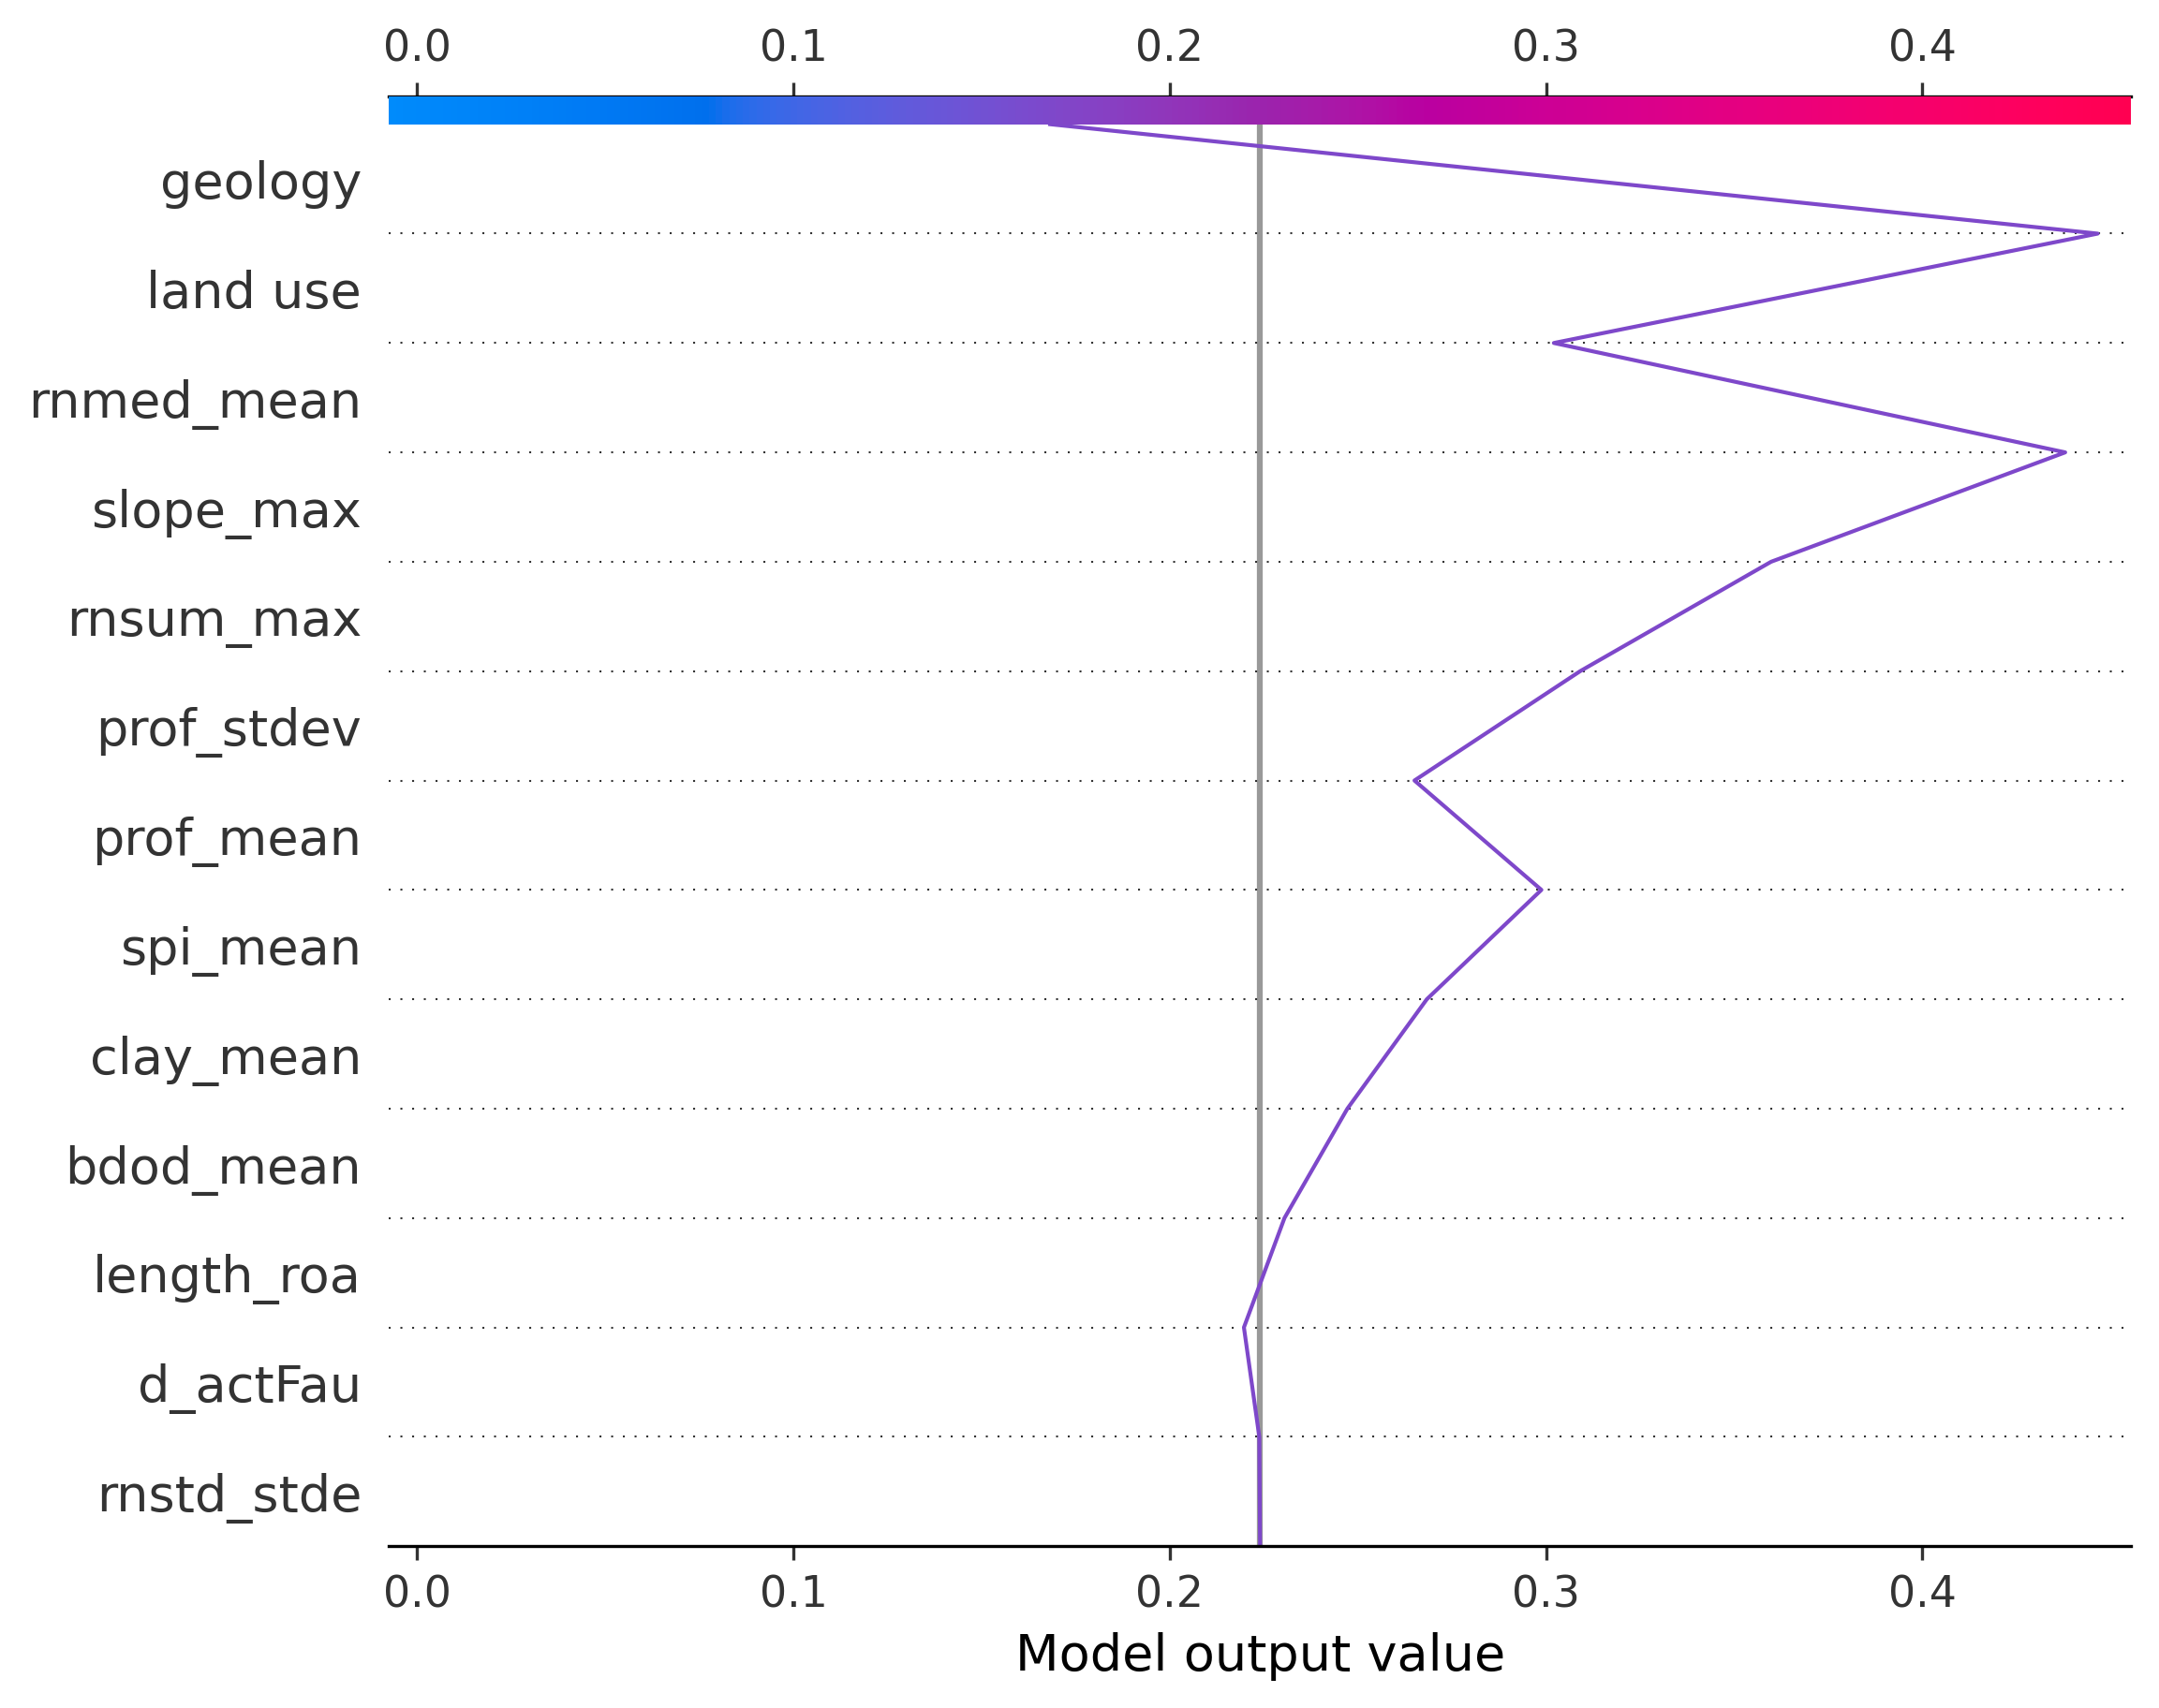 0.0 0.1 0.2 0.3 0.4
geology
land use
rnmed_mean
slope_max
rnsum_max
prof_stdev
prof_mean
spi_mean
clay_mean
bdod_mean
length_roa
d_actFau
rnstd_stde
0.0 0.1 0.2 0.3 0.4
Model output value